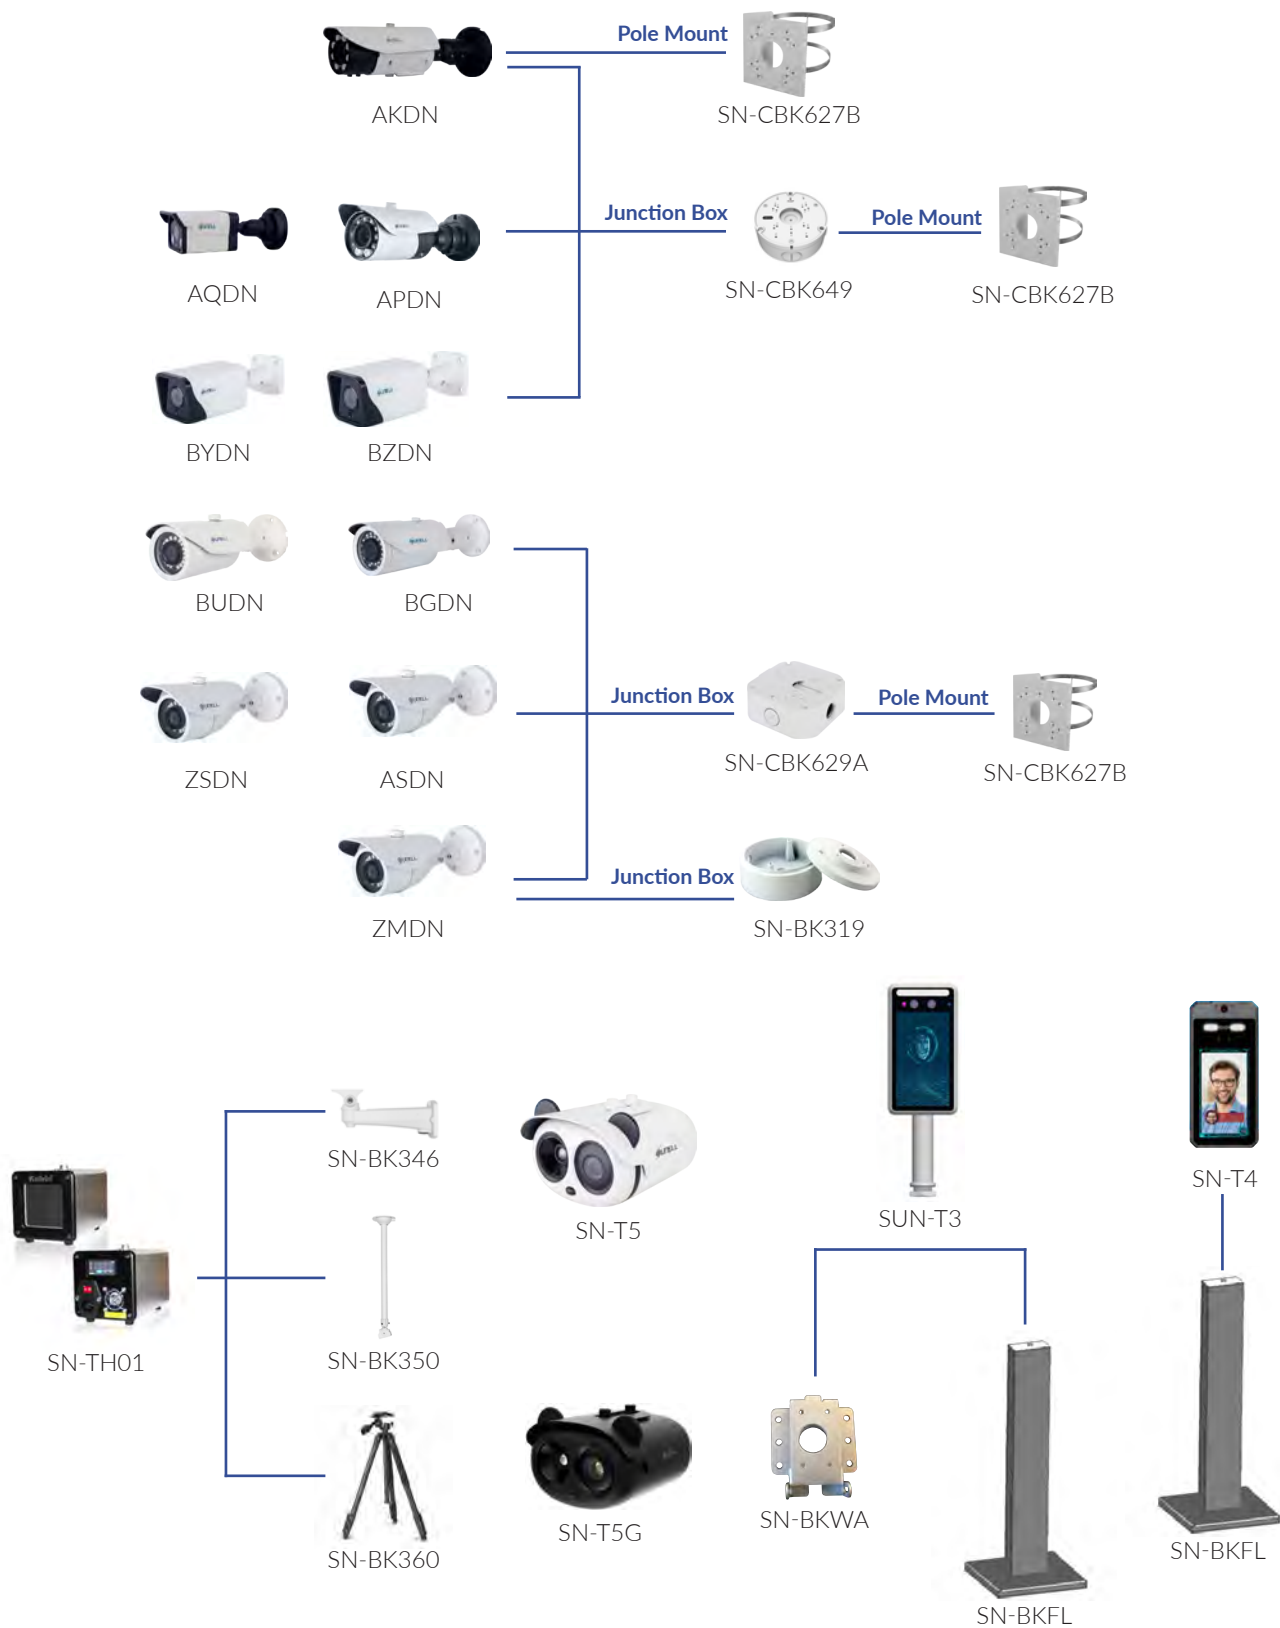 Pole Mount
AKDN
SN-CBK627B
Junction Box
Pole Mount
AQDN
APDN
SN-CBK649
SN-CBK627B
BYDN
BZDN
BUDN
BGDN
Junction Box
Pole Mount
ZSDN
ASDN
SN-CBK629A
SN-CBK627B
Junction Box
ZMDN
SN-BK319
SN-BK346
SN-T5
SUN-T3
SN-T4
SN-TH01
SN-BK350
SN-BK360
SN-T5G
SN-BKWA
SN-BKFL
SN-BKFL